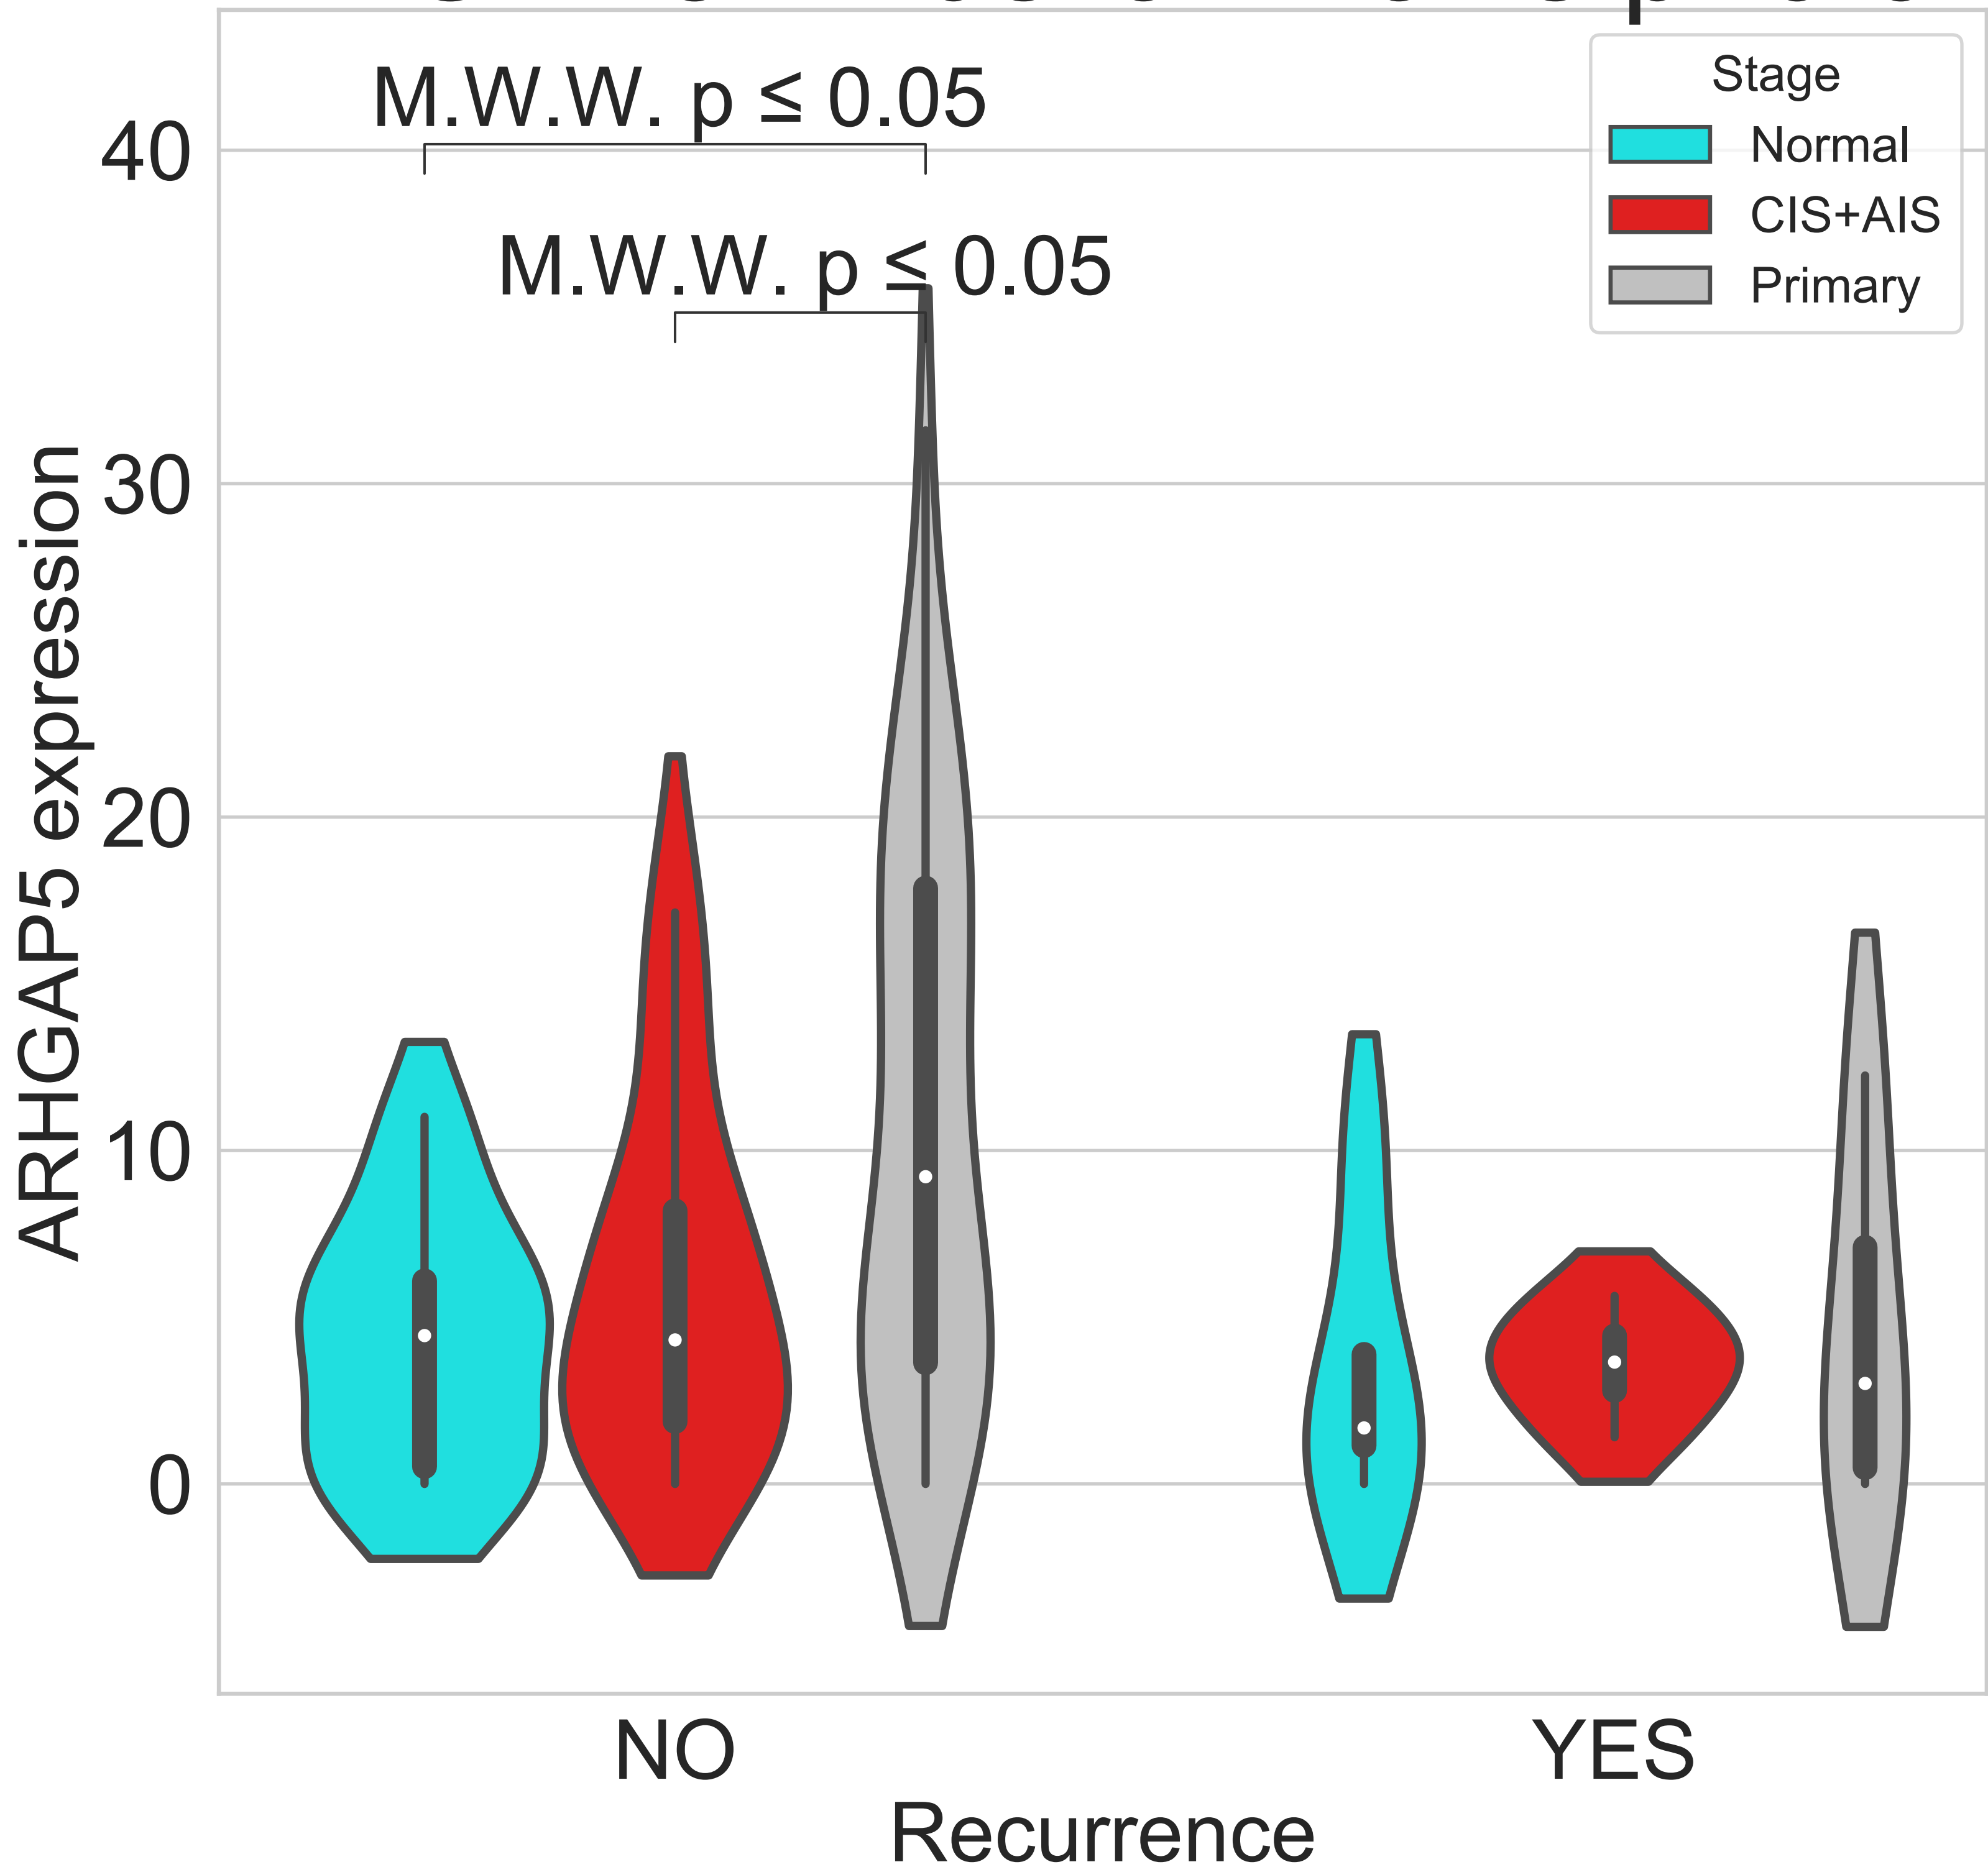 M.W.W. p ≤ 0.05
M.W.W. p ≤ 0.05
Stage
Normal
CIS+AIS
Primary
ARHGAP5 expression
40
30
20
10
0
NO
YES
Recurrence